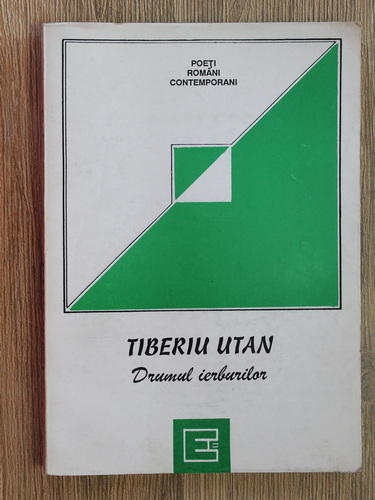 POEȚI
ROMÂNI
CONTEMPORANI
TIBERIU UTAN
Drumul ierburilor
E